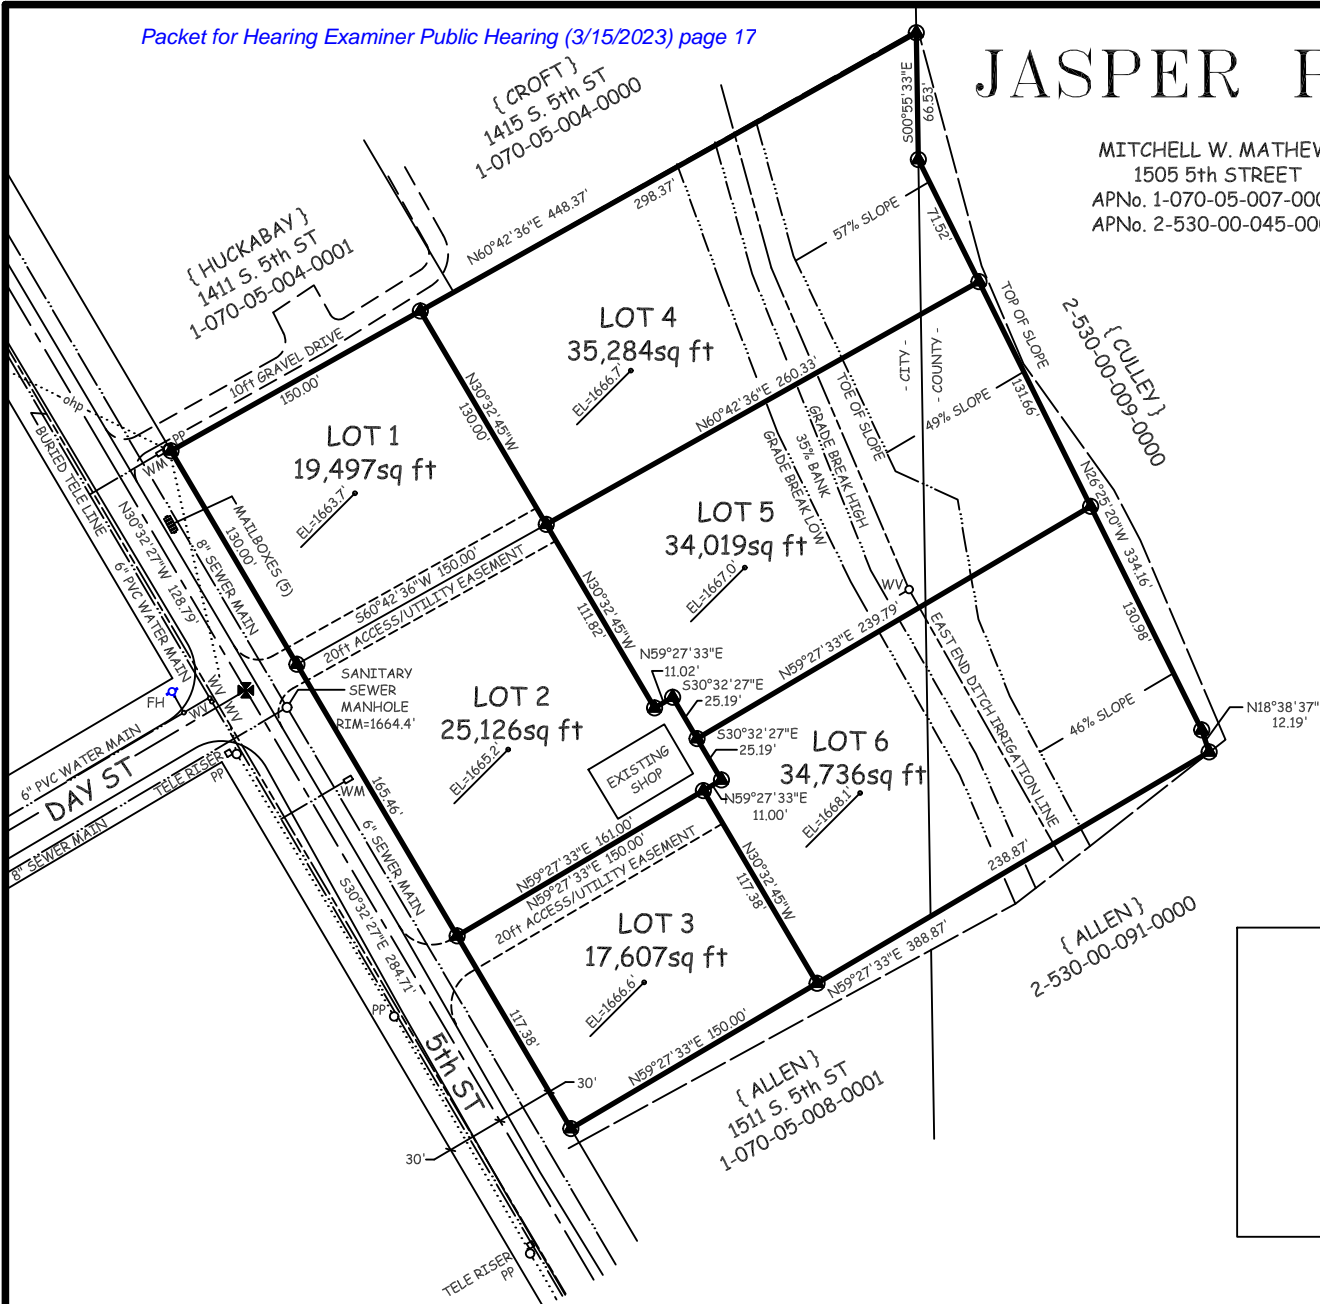 Packet for Hearing Examiner Public Hearing (3/15/2023) page 17
JASPER
MITCHELL W. MATHEW
1505 5th STREET
APNo. 1-070-05-007-000
APNo. 2-530-00-045-000
{ CROFT }
1415 S. 5th ST
1-070-05-004-0000
{ HUCKABAY }
1411 S. 5th ST
1-070-05-004-0001
S00°55'33"E
66.53'
N60°42'36"E 448.37'
298.37'
71.52'
57% SLOPE
10ft GRAVEL DRIVE
150.00'
LOT 4
35,284sq ft
EL=1666.7'
TOP OF SLOPE
{ CULLEY }
2-530-00-009-0000
- CITY -
- COUNTY -
131.66'
49% SLOPE
N60°42'36"E 260.33'
TOE OF SLOPE
GRADE BREAK HIGH
35% BANK
GRADE BREAK LOW
N30°32'45"W
130.00'
LOT 1
19,497sq ft
EL=1663.7'
ohp
PP
WM
BURIED TELE LINE
N30°32'27"W 128.79'
6" PVC WATER MAIN
8" SEWER MAIN
130.00'
MAILBOXES (5)
S60°42'36"W 150.00'
20ft ACCESS/UTILITY EASEMENT
LOT 5
34,019sq ft
EL=1667.0'
N26°25'20"W 334.16'
130.98'
N30°32'45"W
111.82'
WV
N59°27'33"E 239.79'
EAST END DITCH IRRIGATION LINE
N59°27'33"E
11.02'
S30°32'27"E
25.19'
SANITARY
SEWER
MANHOLE
RIM=1664.4'
LOT 2
25,126sq ft
EL=1665.2'
S30°32'27"E
25.19'
LOT 6
34,736sq ft
EL=1668.1'
46% SLOPE
N18°38'37"
12.19'
FH
WV
WV
WV
6" PVC WATER MAIN
DAY ST
8" SEWER MAIN
TELE RISER
PP
WM
EXISTING
SHOP
N59°27'33"E
11.00'
165.46'
6" SEWER MAIN
N59°27'33"E 161.00'
N59°27'33"E 150.00'
20ft ACCESS/UTILITY EASEMENT
N30°32'45"W
117.38'
238.87'
S30°32'27"E 284.71'
LOT 3
17,607sq ft
EL=1666.6'
N59°27'33"E 388.87'
{ ALLEN }
2-530-00-091-0000
PP
5th ST
117.38'
N59°27'33"E 150.00'
30'
30'
{ ALLEN }
1511 S. 5th ST
1-070-05-008-0001
TELE RISER
PP